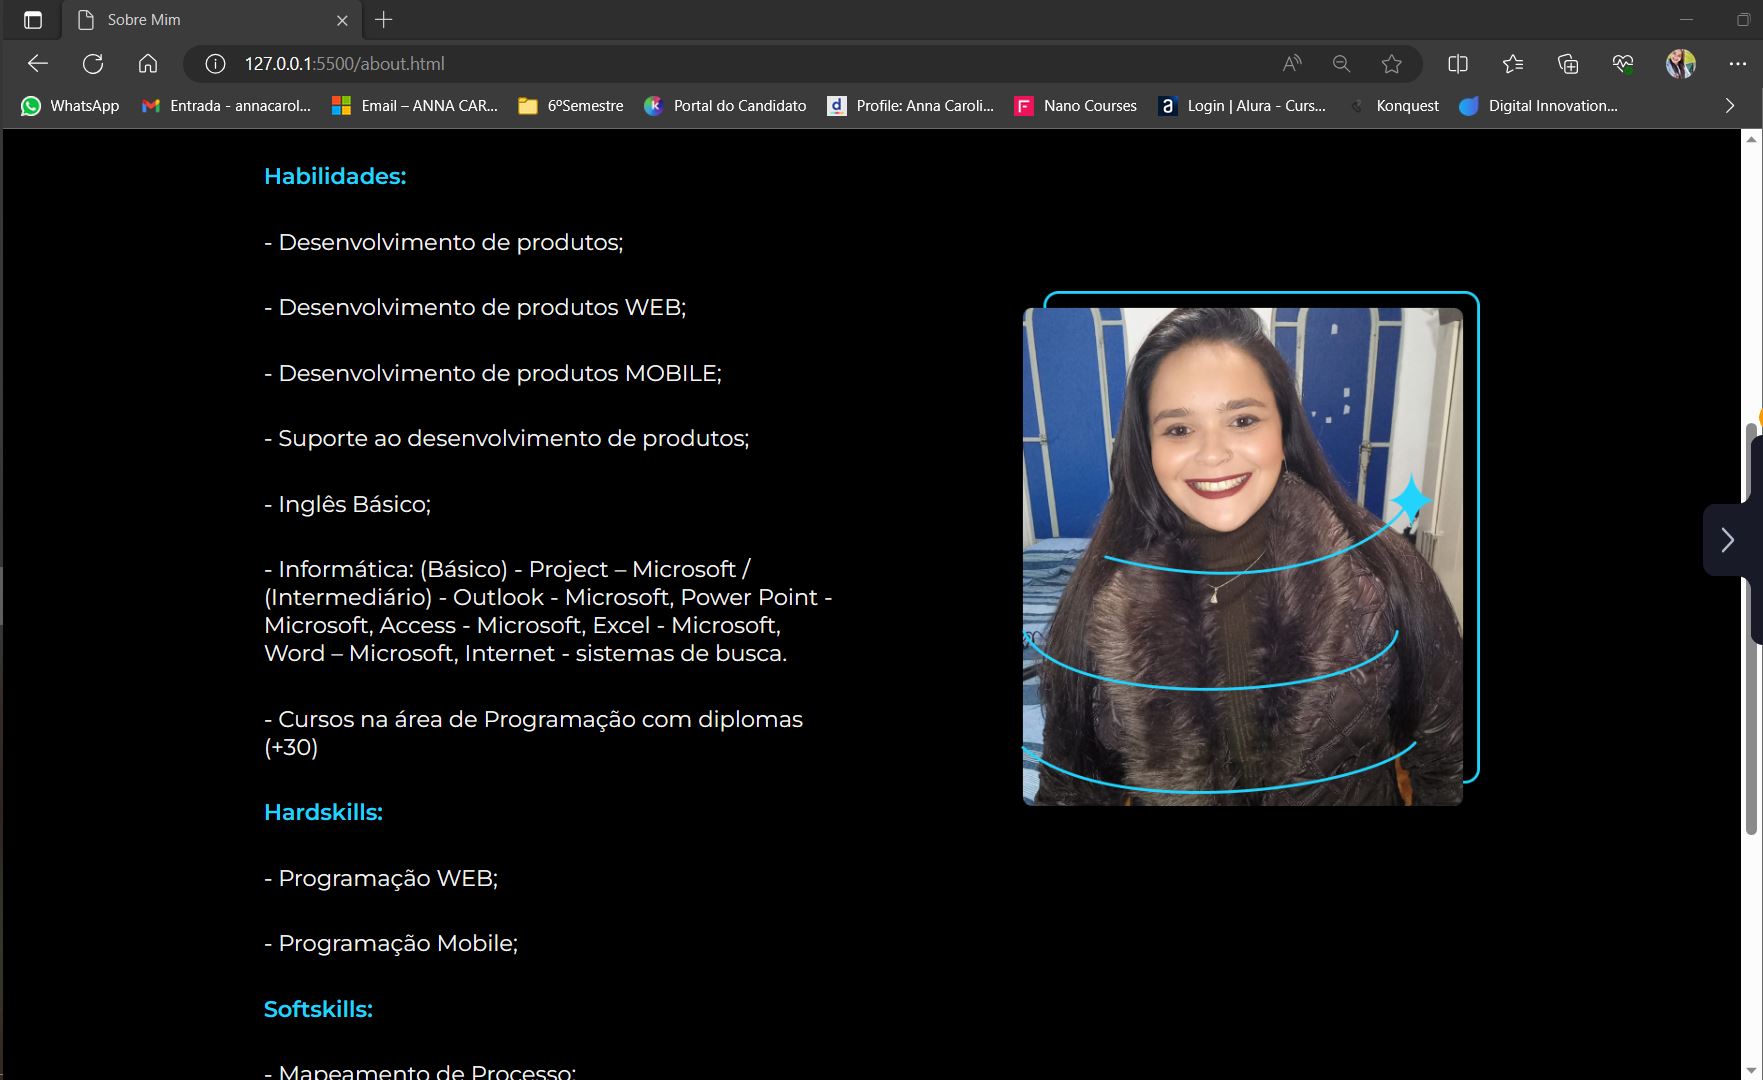 Sobre Mim
127.0.0.1:5500/about.html
WhatsApp
Entrada - annacarol...
Email – ANNA CAR...
6ºSemestre
Portal do Candidato
Profile: Anna Caroli...
Nano Courses
Login | Alura - Curs...
Konquest
Digital Innovation...
Habilidades:
- Desenvolvimento de produtos;
- Desenvolvimento de produtos WEB;
- Desenvolvimento de produtos MOBILE;
- Suporte ao desenvolvimento de produtos;
- Inglês Básico;
- Informática: (Básico) - Project – Microsoft /
(Intermediário) - Outlook - Microsoft, Power Point -
Microsoft, Access - Microsoft, Excel - Microsoft,
Word – Microsoft, Internet - sistemas de busca.
- Cursos na área de Programação com diplomas
(+30)
Hardskills:
- Programação WEB;
- Programação Mobile;
Softskills:
- Mapeamento de Processo;